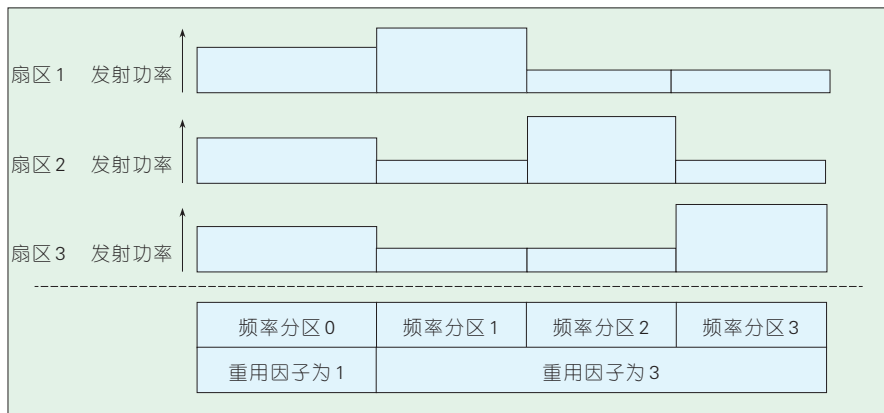 扇区1 发射功率
扇区2 发射功率
扇区3 发射功率
频率分区0 频率分区1 频率分区2 频率分区3
重用因子为1 重用因子为3